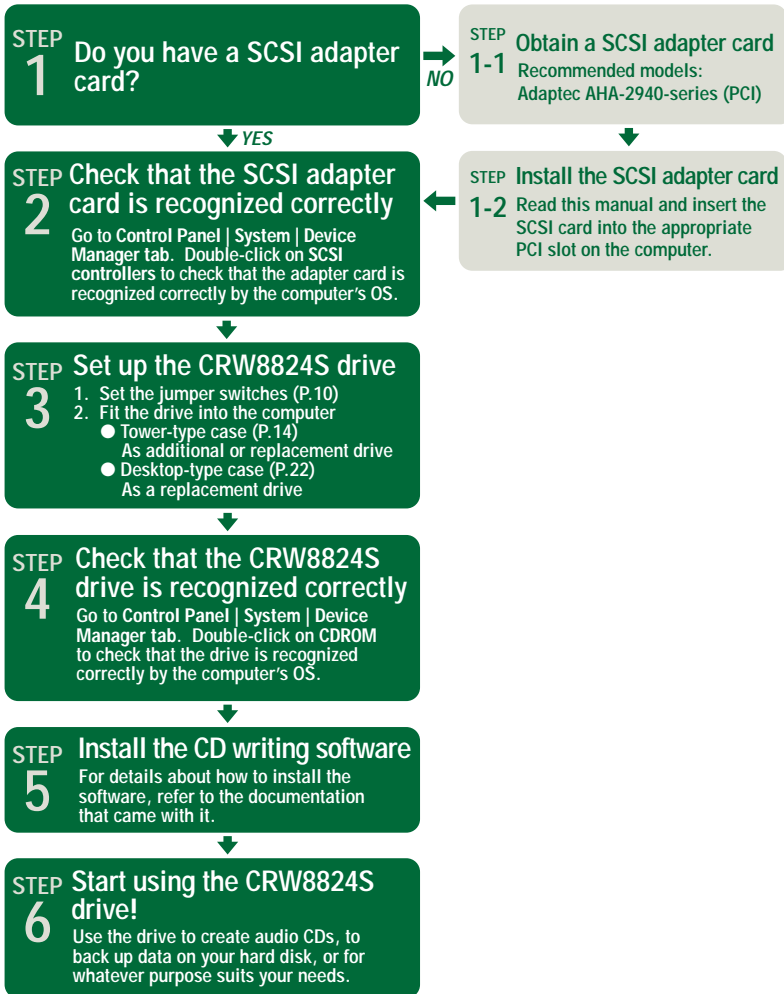 STEP
1
Do you have a SCSI adapter
card?
NO
STEP
1-1
Obtain a SCSI adapter card
Recommended models:
Adaptec AHA-2940-series (PCI)
YES
STEP
1-2
Install the SCSI adapter card
Read this manual and insert the
SCSI card into the appropriate
PCI slot on the computer.
STEP
2
Check that the SCSI adapter
card is recognized correctly
Go to Control Panel | System | Device
Manager tab. Double-click on SCSI
controllers to check that the adapter card is
recognized correctly by the computer's OS.
STEP
3
Set up the CRW8824S drive
1. Set the jumper switches (P.10)
2. Fit the drive into the computer
● Tower-type case (P.14)
As additional or replacement drive
● Desktop-type case (P.22)
As a replacement drive
STEP
4
Check that the CRW8824S
drive is recognized correctly
Go to Control Panel | System | Device
Manager tab. Double-click on CDROM
to check that the drive is recognized
correctly by the computer's OS.
STEP
5
Install the CD writing software
For details about how to install the
software, refer to the documentation
that came with it.
STEP
6
Start using the CRW8824S
drive!
Use the drive to create audio CDs, to
back up data on your hard disk, or for
whatever purpose suits your needs.